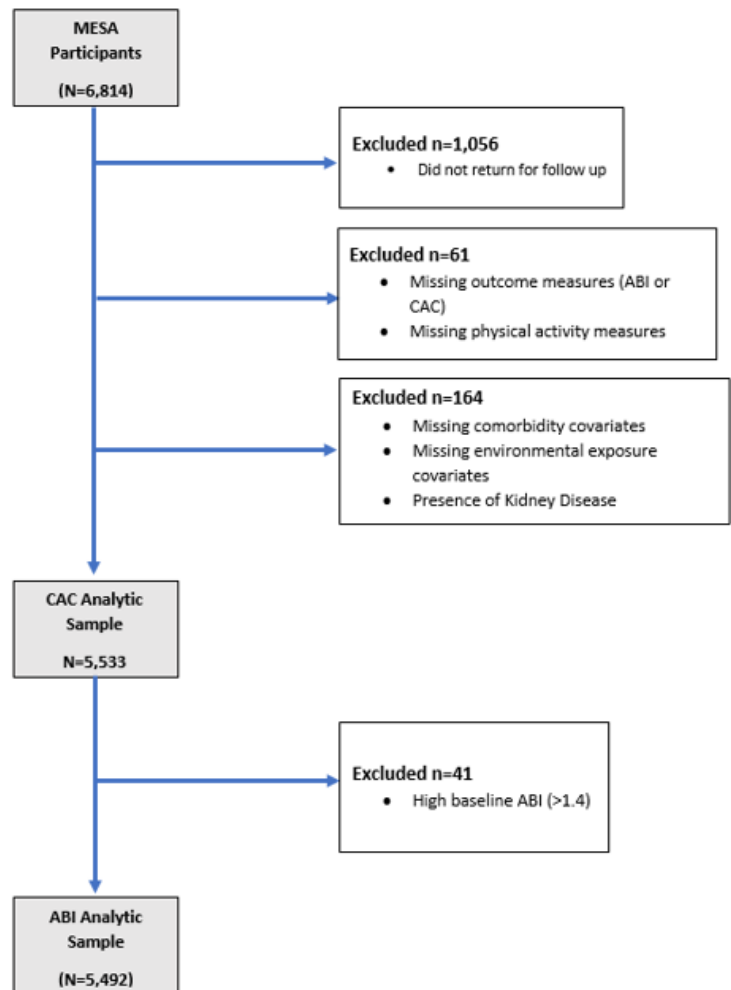 MESA
Participants
(N=6,814)
Excluded n=1,056
• Did not return for follow up
Excluded n=61
• Missing outcome measures (ABI or
CAC)
• Missing physical activity measures
Excluded n=164
• Missing comorbidity covariates
• Missing environmental exposure
covariates
• Presence of Kidney Disease
CAC Analytic
Sample
N=5,533
Excluded n=41
• High baseline ABI (>1.4)
ABI Analytic
Sample
(N=5,492)